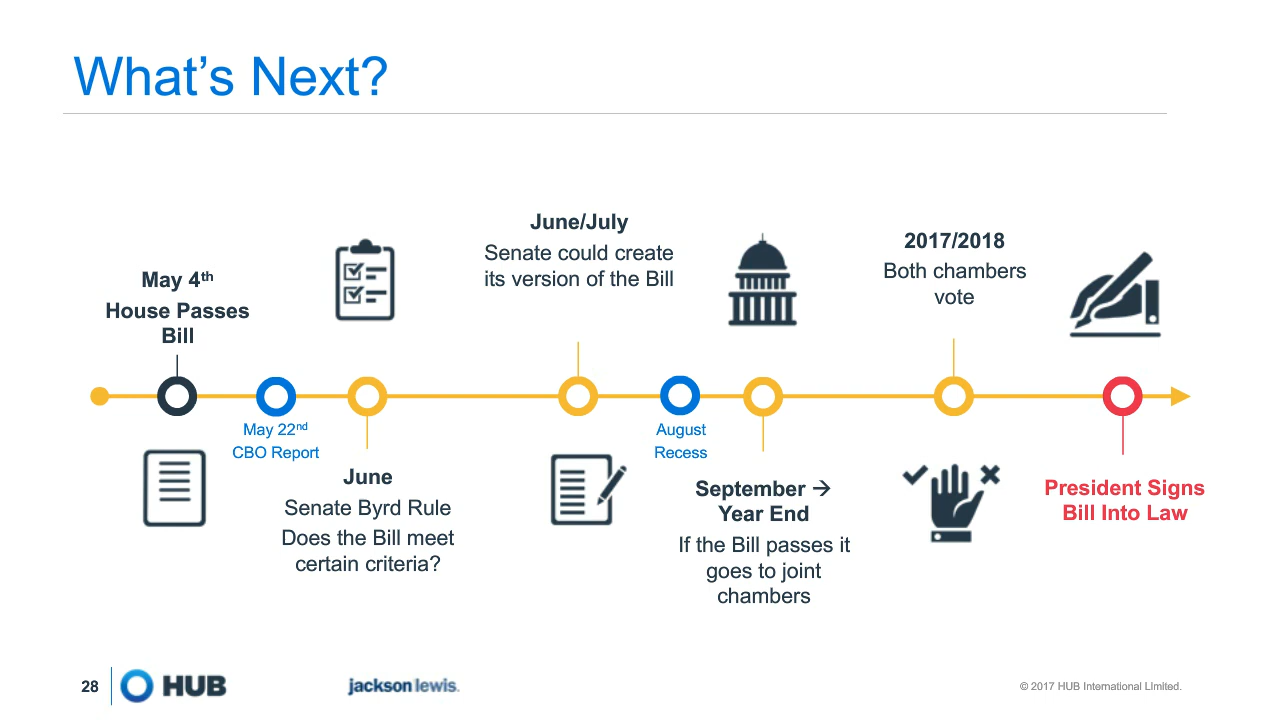 What's Next?
May 4th
House Passes
Bill
May 22nd
CBO Report
June
Senate Byrd Rule
Does the Bill meet
certain criteria?
June/July
Senate could create
its version of the Bill
August
Recess
September →
Year End
If the Bill passes it
goes to joint
chambers
2017/2018
Both chambers
vote
President Signs
Bill Into Law
28
HUB
jackson lewis.
© 2017 HUB International Limited.